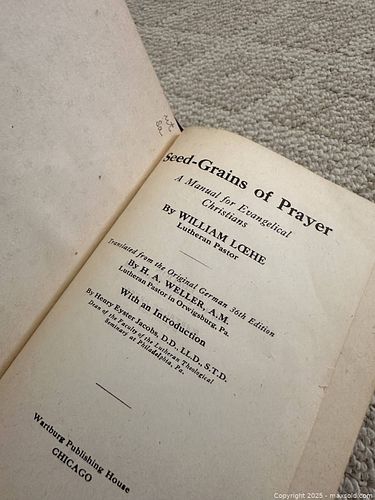 Seed-Grains of Prayer
A Manual for Evangelical
Christians
By WILLIAM LŒHE
Lutheran Pastor
Translated from the Original German 36th Edition
By H. A. WELLER, A.M.
Lutheran Pastor in Orwigsburg, Pa.
With an Introduction
By Henry Eyster Jacobs, D.D., LL.D., S.T.D.
Dean of the Faculty of the Lutheran Theological
Seminary at Philadelphia, Pa.
Wartburg Publishing House
CHICAGO
Copyright 2025 - maxsold.com